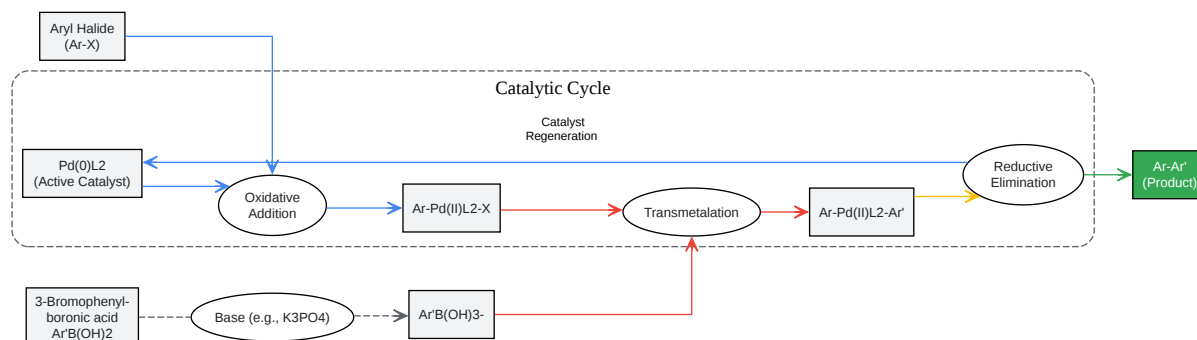 Aryl Halide
(Ar-X)
Catalytic Cycle
Catalyst
Regeneration
Pd(0)L2
(Active Catalyst)
Oxidative
Addition
Ar-Pd(II)L2-X
Transmetalation
Ar-Pd(II)L2-Ar'
Reductive
Elimination
Ar-Ar'
(Product)
3-Bromophenyl-
boronic acid
Ar'B(OH)2
Base (e.g., K3PO4)
Ar'B(OH)3-